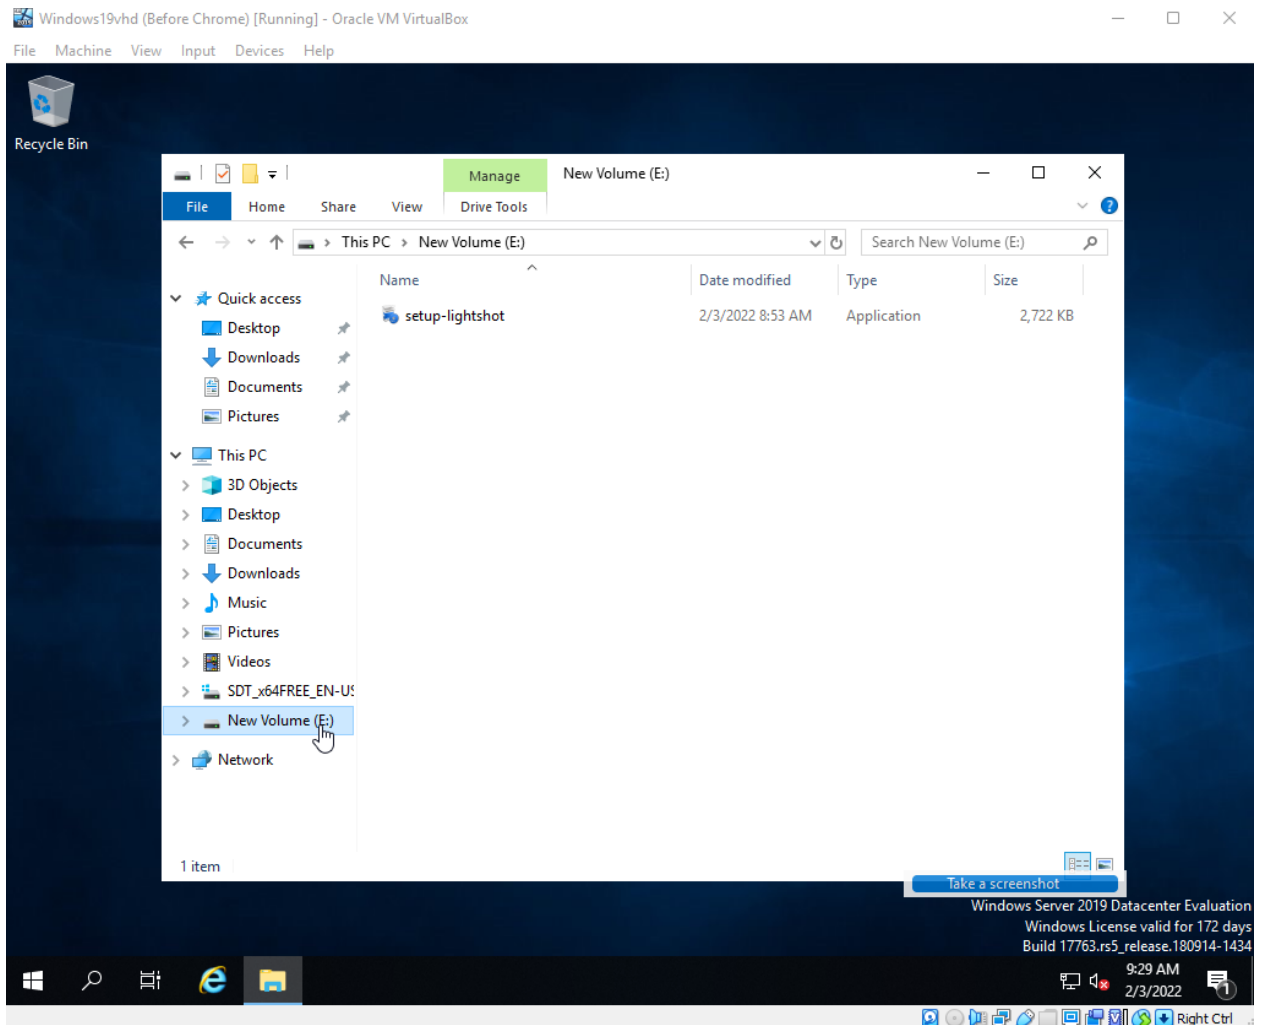 Windows19vhd (Before Chrome) [Running] - Oracle VM VirtualBox
File Machine View Input Devices Help
Recycle Bin
Manage New Volume (E:)
File Home Share View Drive Tools
This PC > New Volume (E:) Search New Volume (E:)
Name Date modified Type Size
Quick access
setup-lightshot 2/3/2022 8:53 AM Application 2,722 KB
Desktop
Downloads
Documents
Pictures
This PC
3D Objects
Desktop
Documents
Downloads
Music
Pictures
Videos
SDT_x64FREE_EN-US
New Volume (E:)
Network
1 item
Take a screenshot
Windows Server 2019 Datacenter Evaluation
Windows License valid for 172 days
Build 17763.rs5_release.180914-1434
9:29 AM
2/3/2022
1
Right Ctrl